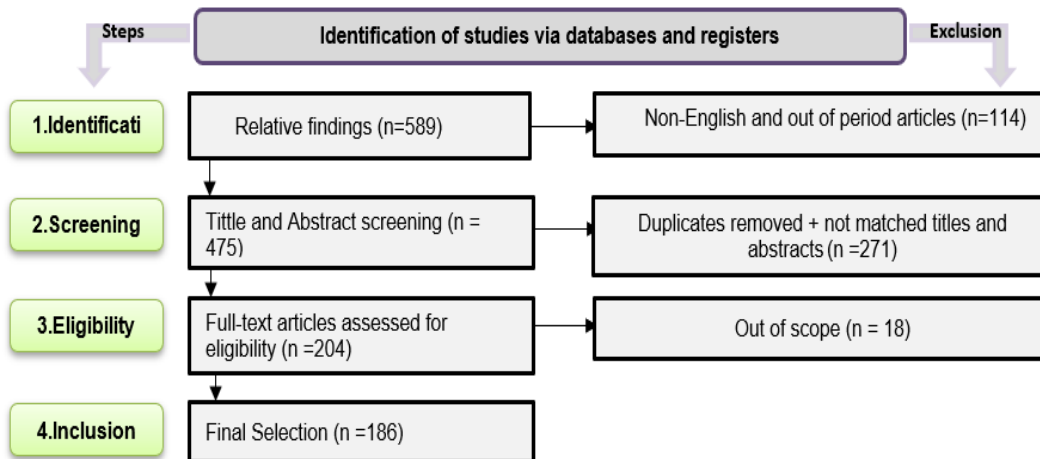 Steps
Identification of studies via databases and registers
Exclusion
1.Identificati
Relative findings (n=589)
Non-English and out of period articles (n=114)
2.Screening
Tittle and Abstract screening (n =
475)
Duplicates removed + not matched titles and
abstracts (n =271)
3.Eligibility
Full-text articles assessed for
eligibility (n =204)
Out of scope (n = 18)
4.Inclusion
Final Selection (n =186)